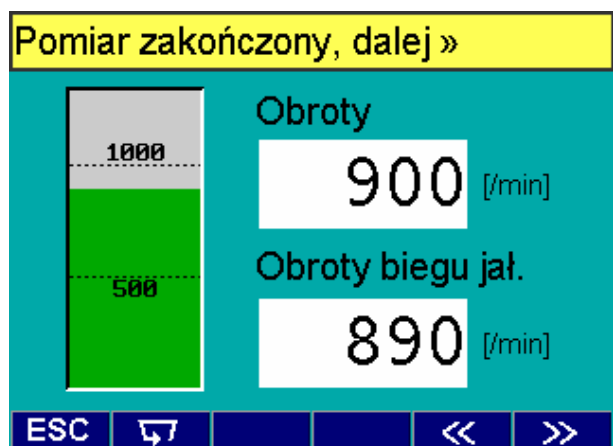 Pomiar zakończony, dalej »
Obroty
1000
900 [/min]
Obroty biegu jał.
500
890 [/min]
ESC << >>